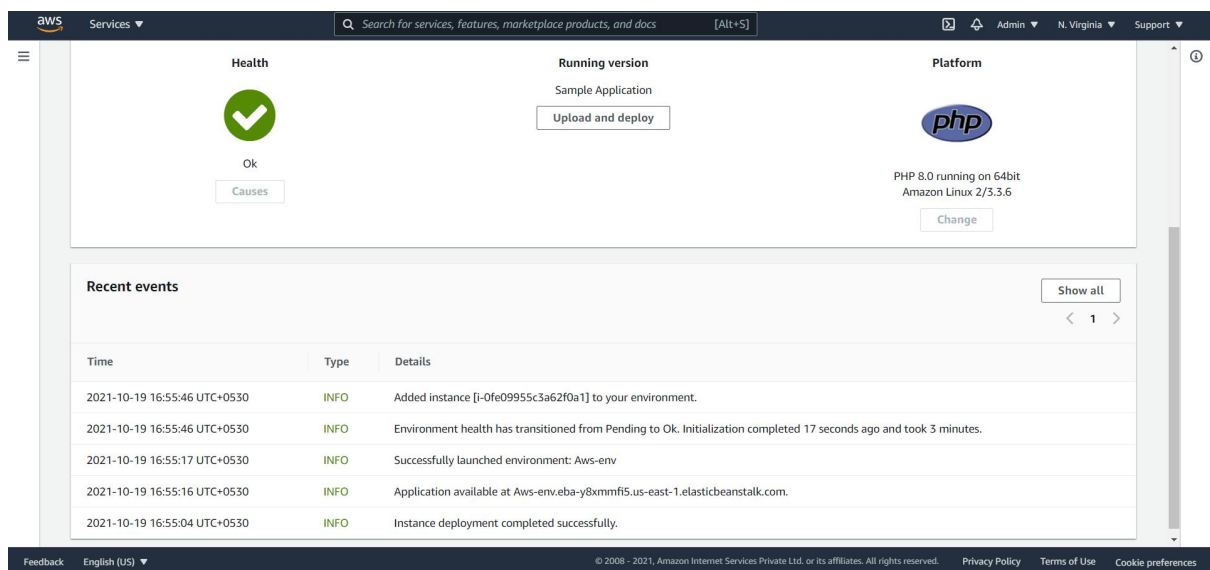 aws
Services ▼
Search for services, features, marketplace products, and docs [Alt+S]
Admin ▼ N. Virginia ▼ Support ▼
Health
Running version
Platform
Sample Application
Upload and deploy
php
Ok
Causes
PHP 8.0 running on 64bit
Amazon Linux 2/3.3.6
Change
Recent events
Show all
< 1 >
Time Type Details
2021-10-19 16:55:46 UTC+0530 INFO Added instance [i-0fe09955c3a62f0a1] to your environment.
2021-10-19 16:55:46 UTC+0530 INFO Environment health has transitioned from Pending to Ok. Initialization completed 17 seconds ago and took 3 minutes.
2021-10-19 16:55:17 UTC+0530 INFO Successfully launched environment: Aws-env
2021-10-19 16:55:16 UTC+0530 INFO Application available at Aws-env.eba-y8xmmfi5.us-east-1.elasticbeanstalk.com.
2021-10-19 16:55:04 UTC+0530 INFO Instance deployment completed successfully.
Feedback English (US) ▼ © 2008 - 2021, Amazon Internet Services Private Ltd. or its affiliates. All rights reserved. Privacy Policy Terms of Use Cookie preferences